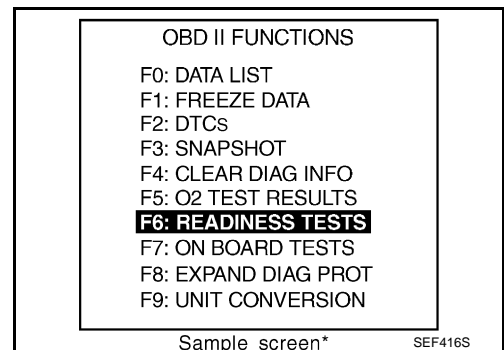 OBD II FUNCTIONS
F0: DATA LIST
F1: FREEZE DATA
F2: DTCs
F3: SNAPSHOT
F4: CLEAR DIAG INFO
F5: O2 TEST RESULTS
F6: READINESS TESTS
F7: ON BOARD TESTS
F8: EXPAND DIAG PROT
F9: UNIT CONVERSION
Sample screen* SEF416S